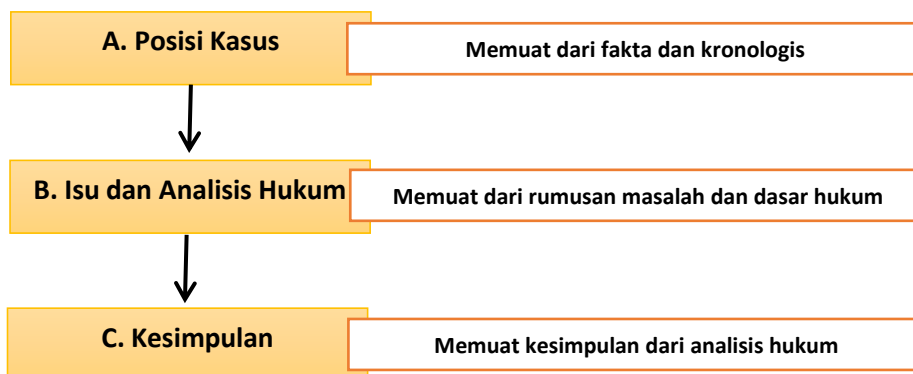 A. Posisi Kasus
Memuat dari fakta dan kronologis
B. Isu dan Analisis Hukum
Memuat dari rumusan masalah dan dasar hukum
C. Kesimpulan
Memuat kesimpulan dari analisis hukum